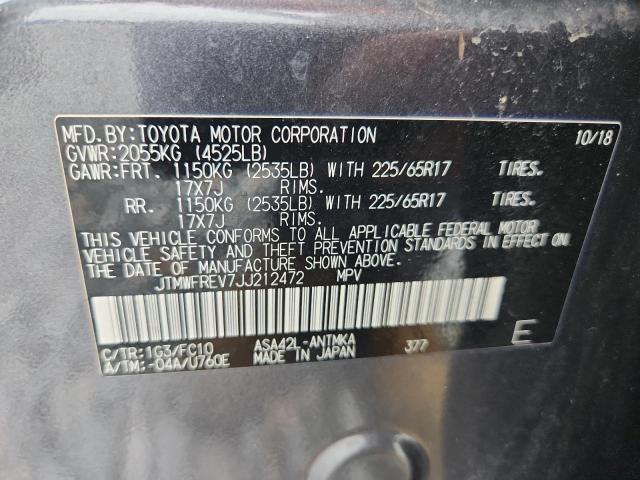 MFD.BY:TOYOTA MOTOR CORPORATION 10/18
GVWR:2055KG (4525LB)
GAWR:FRT. 1150KG (2535LB) WITH 225/65R17 TIRES.
17X7J RIMS.
RR. 1150KG (2535LB) WITH 225/65R17 TIRES.
17X7J RIMS.
THIS VEHICLE CONFORMS TO ALL APPLICABLE FEDERAL MOTOR
VEHICLE SAFETY AND THEFT PREVENTION STANDARDS IN EFFECT ON
THE DATE OF MANUFACTURE SHOWN ABOVE.
JTMWFREV7JJ212472 MPV
C/TR:1G3/FC10 ASA42L-ANTMKA 377 E
A/TM:-04A/U760E MADE IN JAPAN